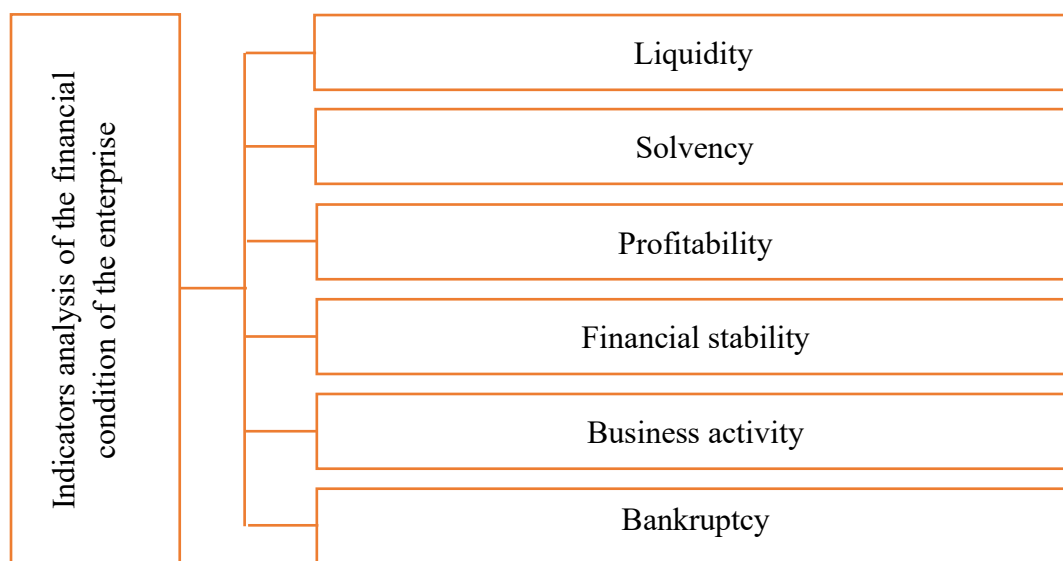 Indicators analysis of the financial
condition of the enterprise
Liquidity
Solvency
Profitability
Financial stability
Business activity
Bankruptcy